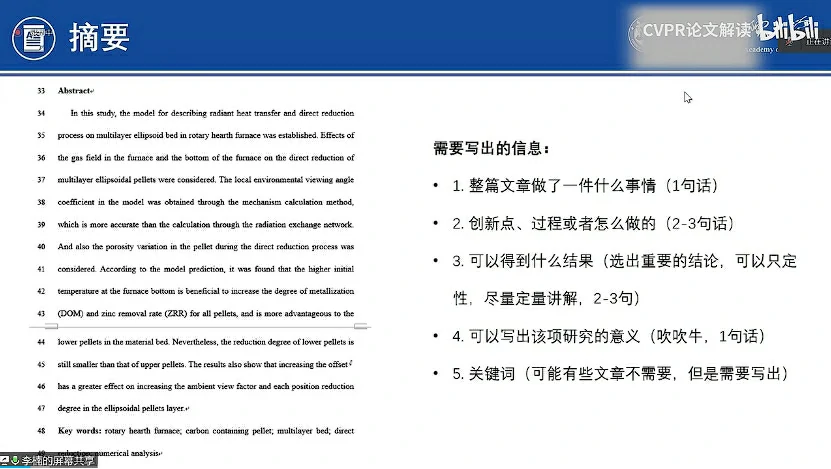 摘要
CVPR论文解读
bilibili
33 Abstract
34 In this study, the model for describing radiant heat transfer and direct reduction
35 process on multilayer ellipsoid bed in rotary hearth furnace was established. Effects of
36 the gas field in the furnace and the bottom of the furnace on the direct reduction of
37 multilayer ellipsoidal pellets were considered. The local environmental viewing angle
38 coefficient in the model was obtained through the mechanism calculation method,
39 which is more accurate than the calculation through the radiation exchange network.
40 And also the porosity variation in the pellet during the direct reduction process was
41 considered. According to the model prediction, it was found that the higher initial
42 temperature at the furnace bottom is beneficial to increase the degree of metallization
43 (DOM) and zinc removal rate (ZRR) for all pellets, and is more advantageous to the
44 lower pellets in the material bed. Nevertheless, the reduction degree of lower pellets is
45 still smaller than that of upper pellets. The results also show that increasing the offset
46 has a greater effect on increasing the ambient view factor and each position reduction
47 degree in the ellipsoidal pellets layer.
48 Key words: rotary hearth furnace; carbon containing pellet; multilayer bed; direct
reduction; numerical analysis
李楠的屏幕共享
需要写出的信息：
• 1. 整篇文章做了一件什么事情（1句话）
• 2. 创新点、过程或者怎么做的（2-3句话）
• 3. 可以得到什么结果（选出重要的结论，可以只定
性，尽量定量讲解，2-3句）
• 4. 可以写出该项研究的意义（吹吹牛，1句话）
• 5. 关键词（可能有些文章不需要，但是需要写出）